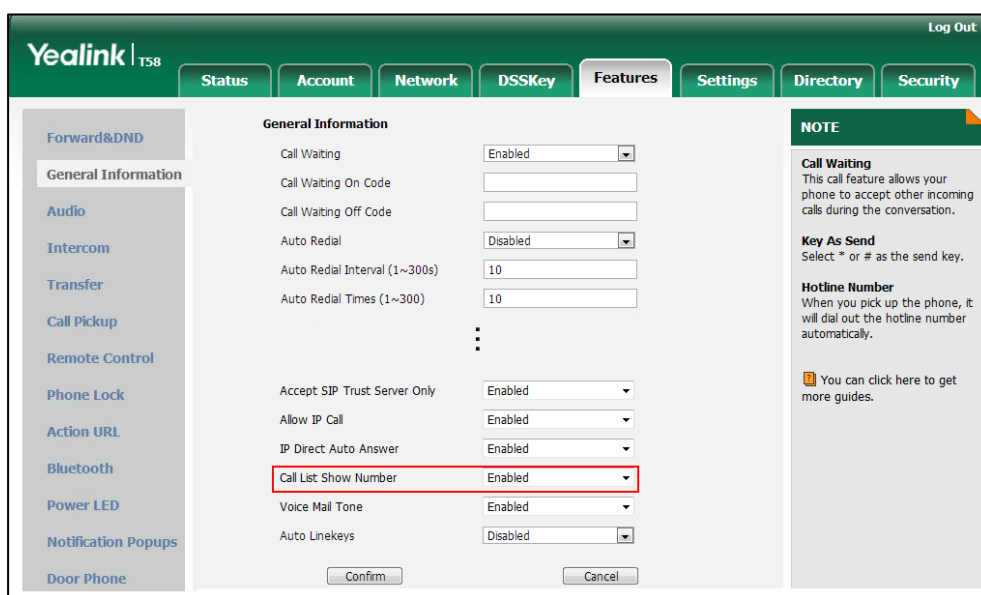 Log Out
Yealink T58
Status Account Network DSSKey Features Settings Directory Security
Forward&DND
General Information
Audio
Intercom
Transfer
Call Pickup
Remote Control
Phone Lock
Action URL
Bluetooth
Power LED
Notification Popups
Door Phone
General Information
Call Waiting Enabled
Call Waiting On Code
Call Waiting Off Code
Auto Redial Disabled
Auto Redial Interval (1~300s) 10
Auto Redial Times (1~300) 10
Accept SIP Trust Server Only Enabled
Allow IP Call Enabled
IP Direct Auto Answer Enabled
Call List Show Number Enabled
Voice Mail Tone Enabled
Auto Linekeys Disabled
Confirm Cancel
NOTE
Call Waiting
This call feature allows your
phone to accept other incoming
calls during the conversation.
Key As Send
Select * or # as the send key.
Hotline Number
When you pick up the phone, it
will dial out the hotline number
automatically.
You can click here to get
more guides.